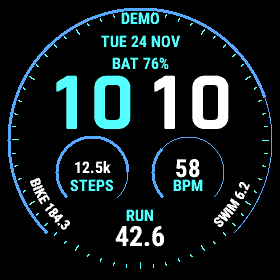 DEMO
TUE 24 NOV
BAT 76%
10 10
12.5k
STEPS
58
BPM
BIKE 184.3
SWIM 6.2
RUN
42.6